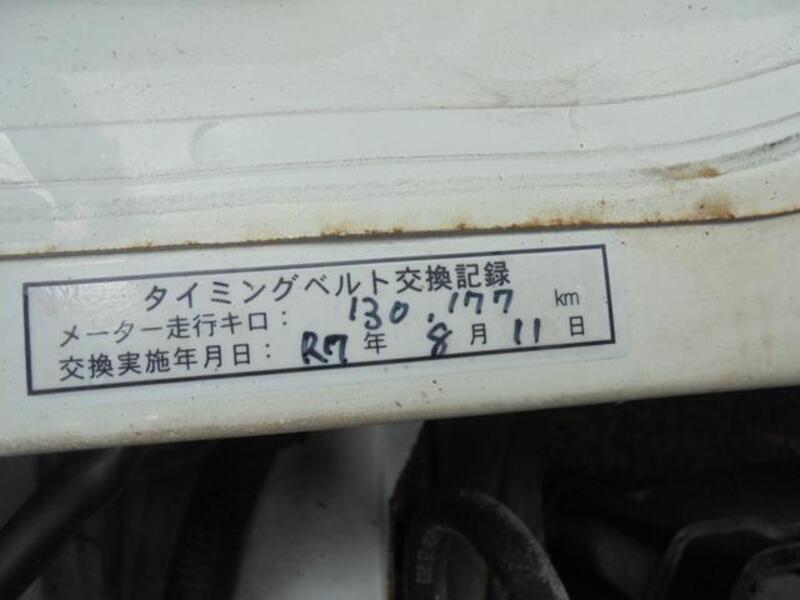 タイミングベルト交換記録
メーター走行キロ： 130.177 km
交換実施年月日： R7 年 8 月 11 日